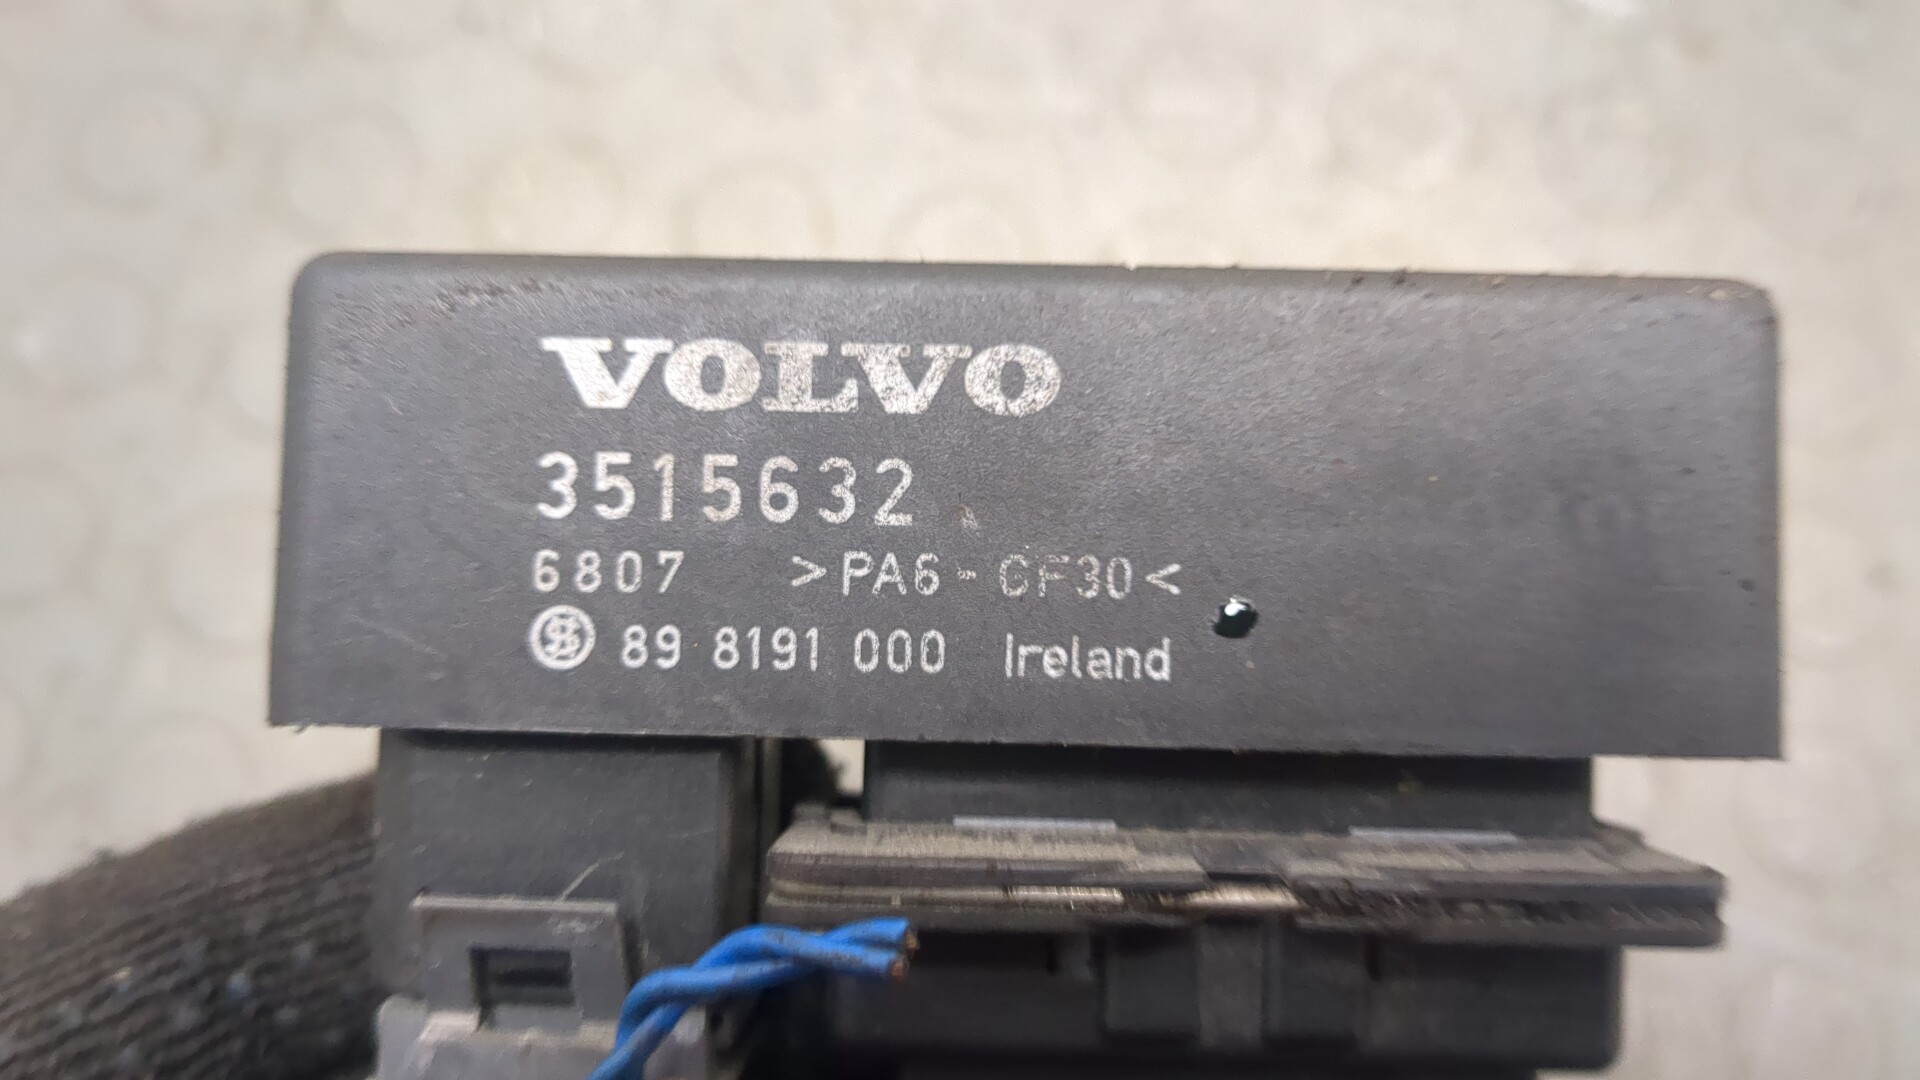 VOLVO
3515632
6807 >PA6-GF30<
89 8191 000 Ireland